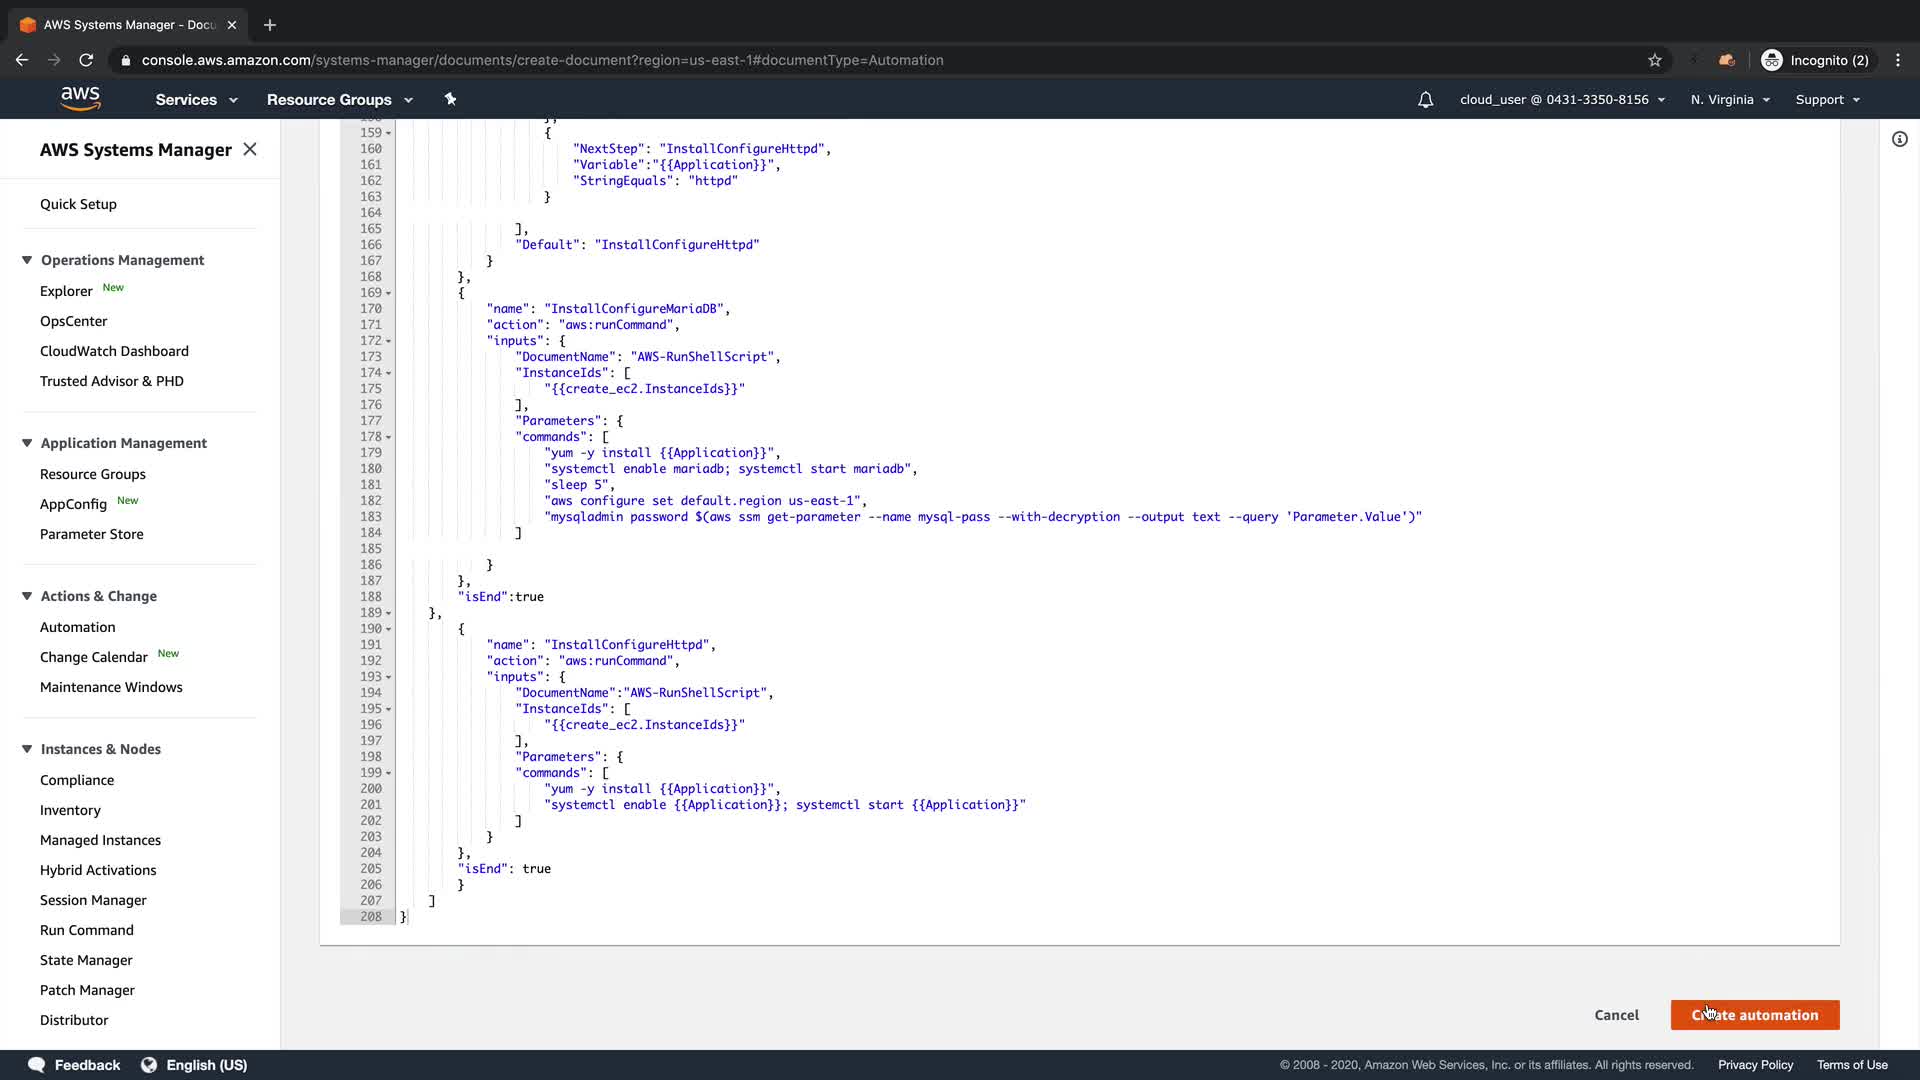 AWS Systems Manager - Docu
console.aws.amazon.com/systems-manager/documents/create-document?region=us-east-1#documentType=Automation
Incognito (2)
aws
Services
Resource Groups
cloud_user @ 0431-3350-8156
N. Virginia
Support
AWS Systems Manager
Quick Setup
Operations Management
Explorer New
OpsCenter
CloudWatch Dashboard
Trusted Advisor & PHD
Application Management
Resource Groups
AppConfig New
Parameter Store
Actions & Change
Automation
Change Calendar New
Maintenance Windows
Instances & Nodes
Compliance
Inventory
Managed Instances
Hybrid Activations
Session Manager
Run Command
State Manager
Patch Manager
Distributor
158 },
159 {
160 "NextStep": "InstallConfigureHttpd",
161 "Variable":"{{Application}}",
162 "StringEquals": "httpd"
163 }
164
165 ],
166 "Default": "InstallConfigureHttpd"
167 }
168 },
169 {
170 "name": "InstallConfigureMariaDB",
171 "action": "aws:runCommand",
172 "inputs": {
173 "DocumentName": "AWS-RunShellScript",
174 "InstanceIds": [
175 "{{create_ec2.InstanceIds}}"
176 ],
177 "Parameters": {
178 "commands": [
179 "yum -y install {{Application}}",
180 "systemctl enable mariadb; systemctl start mariadb",
181 "sleep 5",
182 "aws configure set default.region us-east-1",
183 "mysqladmin password $(aws ssm get-parameter --name mysql-pass --with-decryption --output text --query 'Parameter.Value')"
184 ]
185
186 }
187 },
188 "isEnd":true
189 },
190 {
191 "name": "InstallConfigureHttpd",
192 "action": "aws:runCommand",
193 "inputs": {
194 "DocumentName":"AWS-RunShellScript",
195 "InstanceIds": [
196 "{{create_ec2.InstanceIds}}"
197 ],
198 "Parameters": {
199 "commands": [
200 "yum -y install {{Application}}",
201 "systemctl enable {{Application}}; systemctl start {{Application}}"
202 ]
203 }
204 },
205 "isEnd": true
206 }
207 ]
208 }
Cancel
Create automation
Feedback
English (US)
© 2008 - 2020, Amazon Web Services, Inc. or its affiliates. All rights reserved.
Privacy Policy
Terms of Use